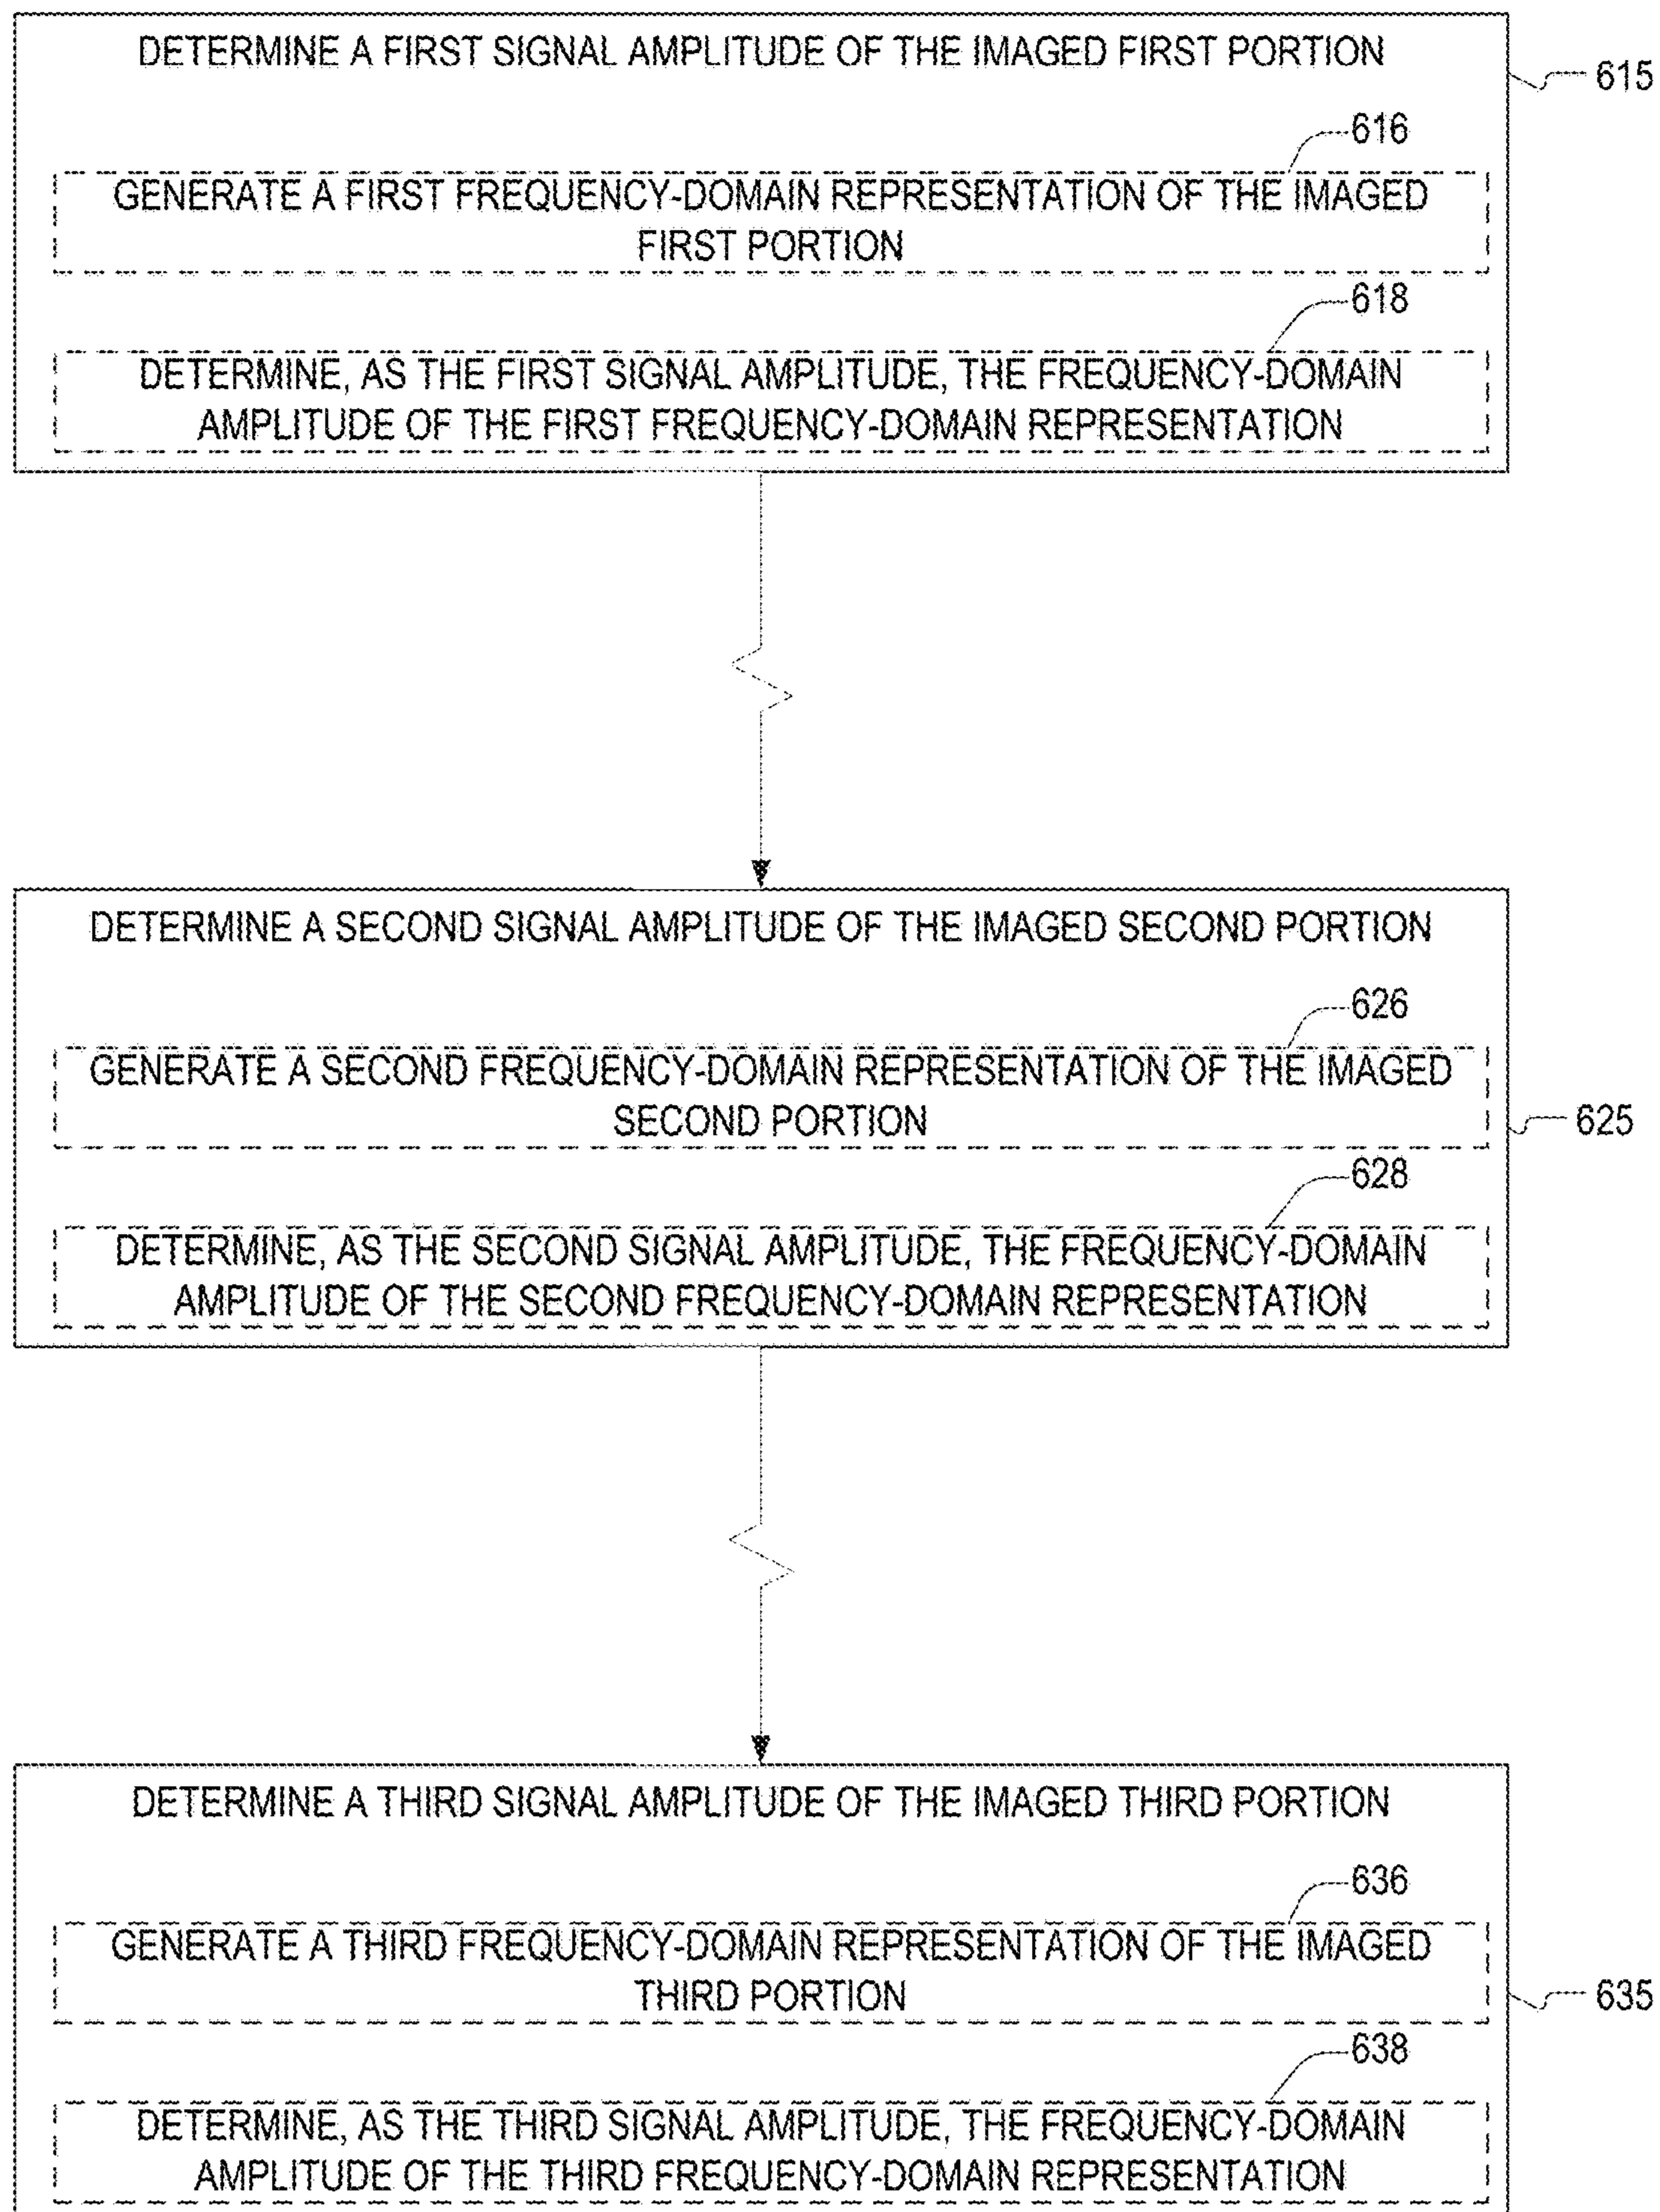 DETERMINE A FIRST SIGNAL AMPLITUDE OF THE IMAGED FIRST PORTION
615
616
GENERATE A FIRST FREQUENCY-DOMAIN REPRESENTATION OF THE IMAGED
FIRST PORTION
618
DETERMINE, AS THE FIRST SIGNAL AMPLITUDE, THE FREQUENCY-DOMAIN
AMPLITUDE OF THE FIRST FREQUENCY-DOMAIN REPRESENTATION
DETERMINE A SECOND SIGNAL AMPLITUDE OF THE IMAGED SECOND PORTION
626
GENERATE A SECOND FREQUENCY-DOMAIN REPRESENTATION OF THE IMAGED
SECOND PORTION
625
628
DETERMINE, AS THE SECOND SIGNAL AMPLITUDE, THE FREQUENCY-DOMAIN
AMPLITUDE OF THE SECOND FREQUENCY-DOMAIN REPRESENTATION
DETERMINE A THIRD SIGNAL AMPLITUDE OF THE IMAGED THIRD PORTION
636
GENERATE A THIRD FREQUENCY-DOMAIN REPRESENTATION OF THE IMAGED
THIRD PORTION
635
638
DETERMINE, AS THE THIRD SIGNAL AMPLITUDE, THE FREQUENCY-DOMAIN
AMPLITUDE OF THE THIRD FREQUENCY-DOMAIN REPRESENTATION